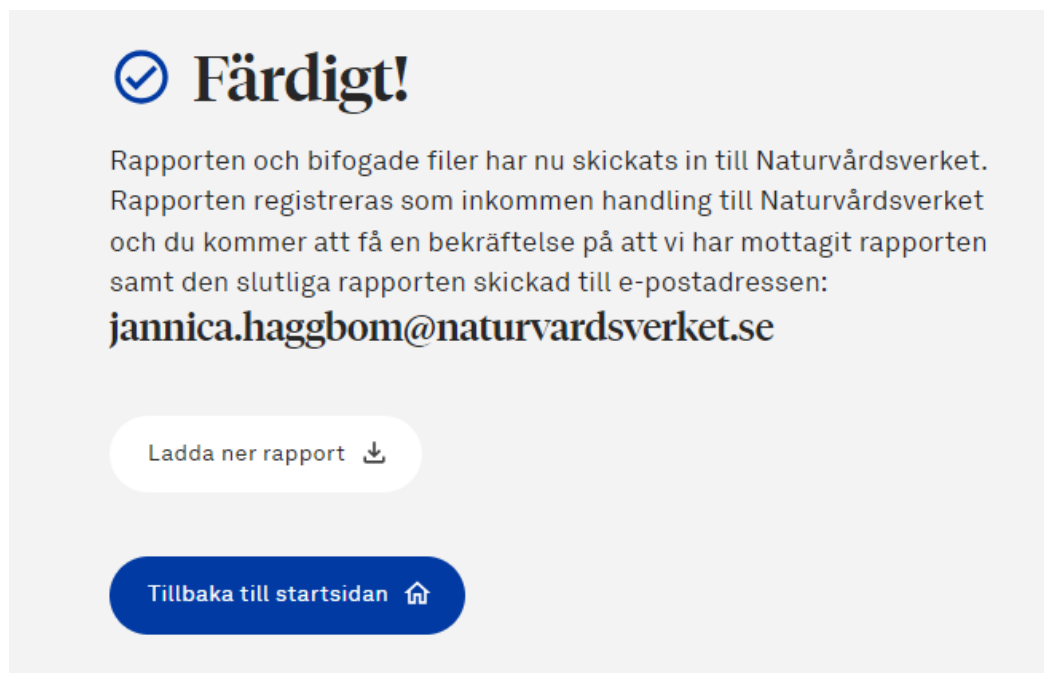 Färdigt!
Rapporten och bifogade filer har nu skickats in till Naturvårdsverket.
Rapporten registreras som inkommen handling till Naturvårdsverket
och du kommer att få en bekräftelse på att vi har mottagit rapporten
samt den slutliga rapporten skickad till e-postadressen:
jannica.haggbom@naturvardsverket.se
Ladda ner rapport
Tillbaka till startsidan